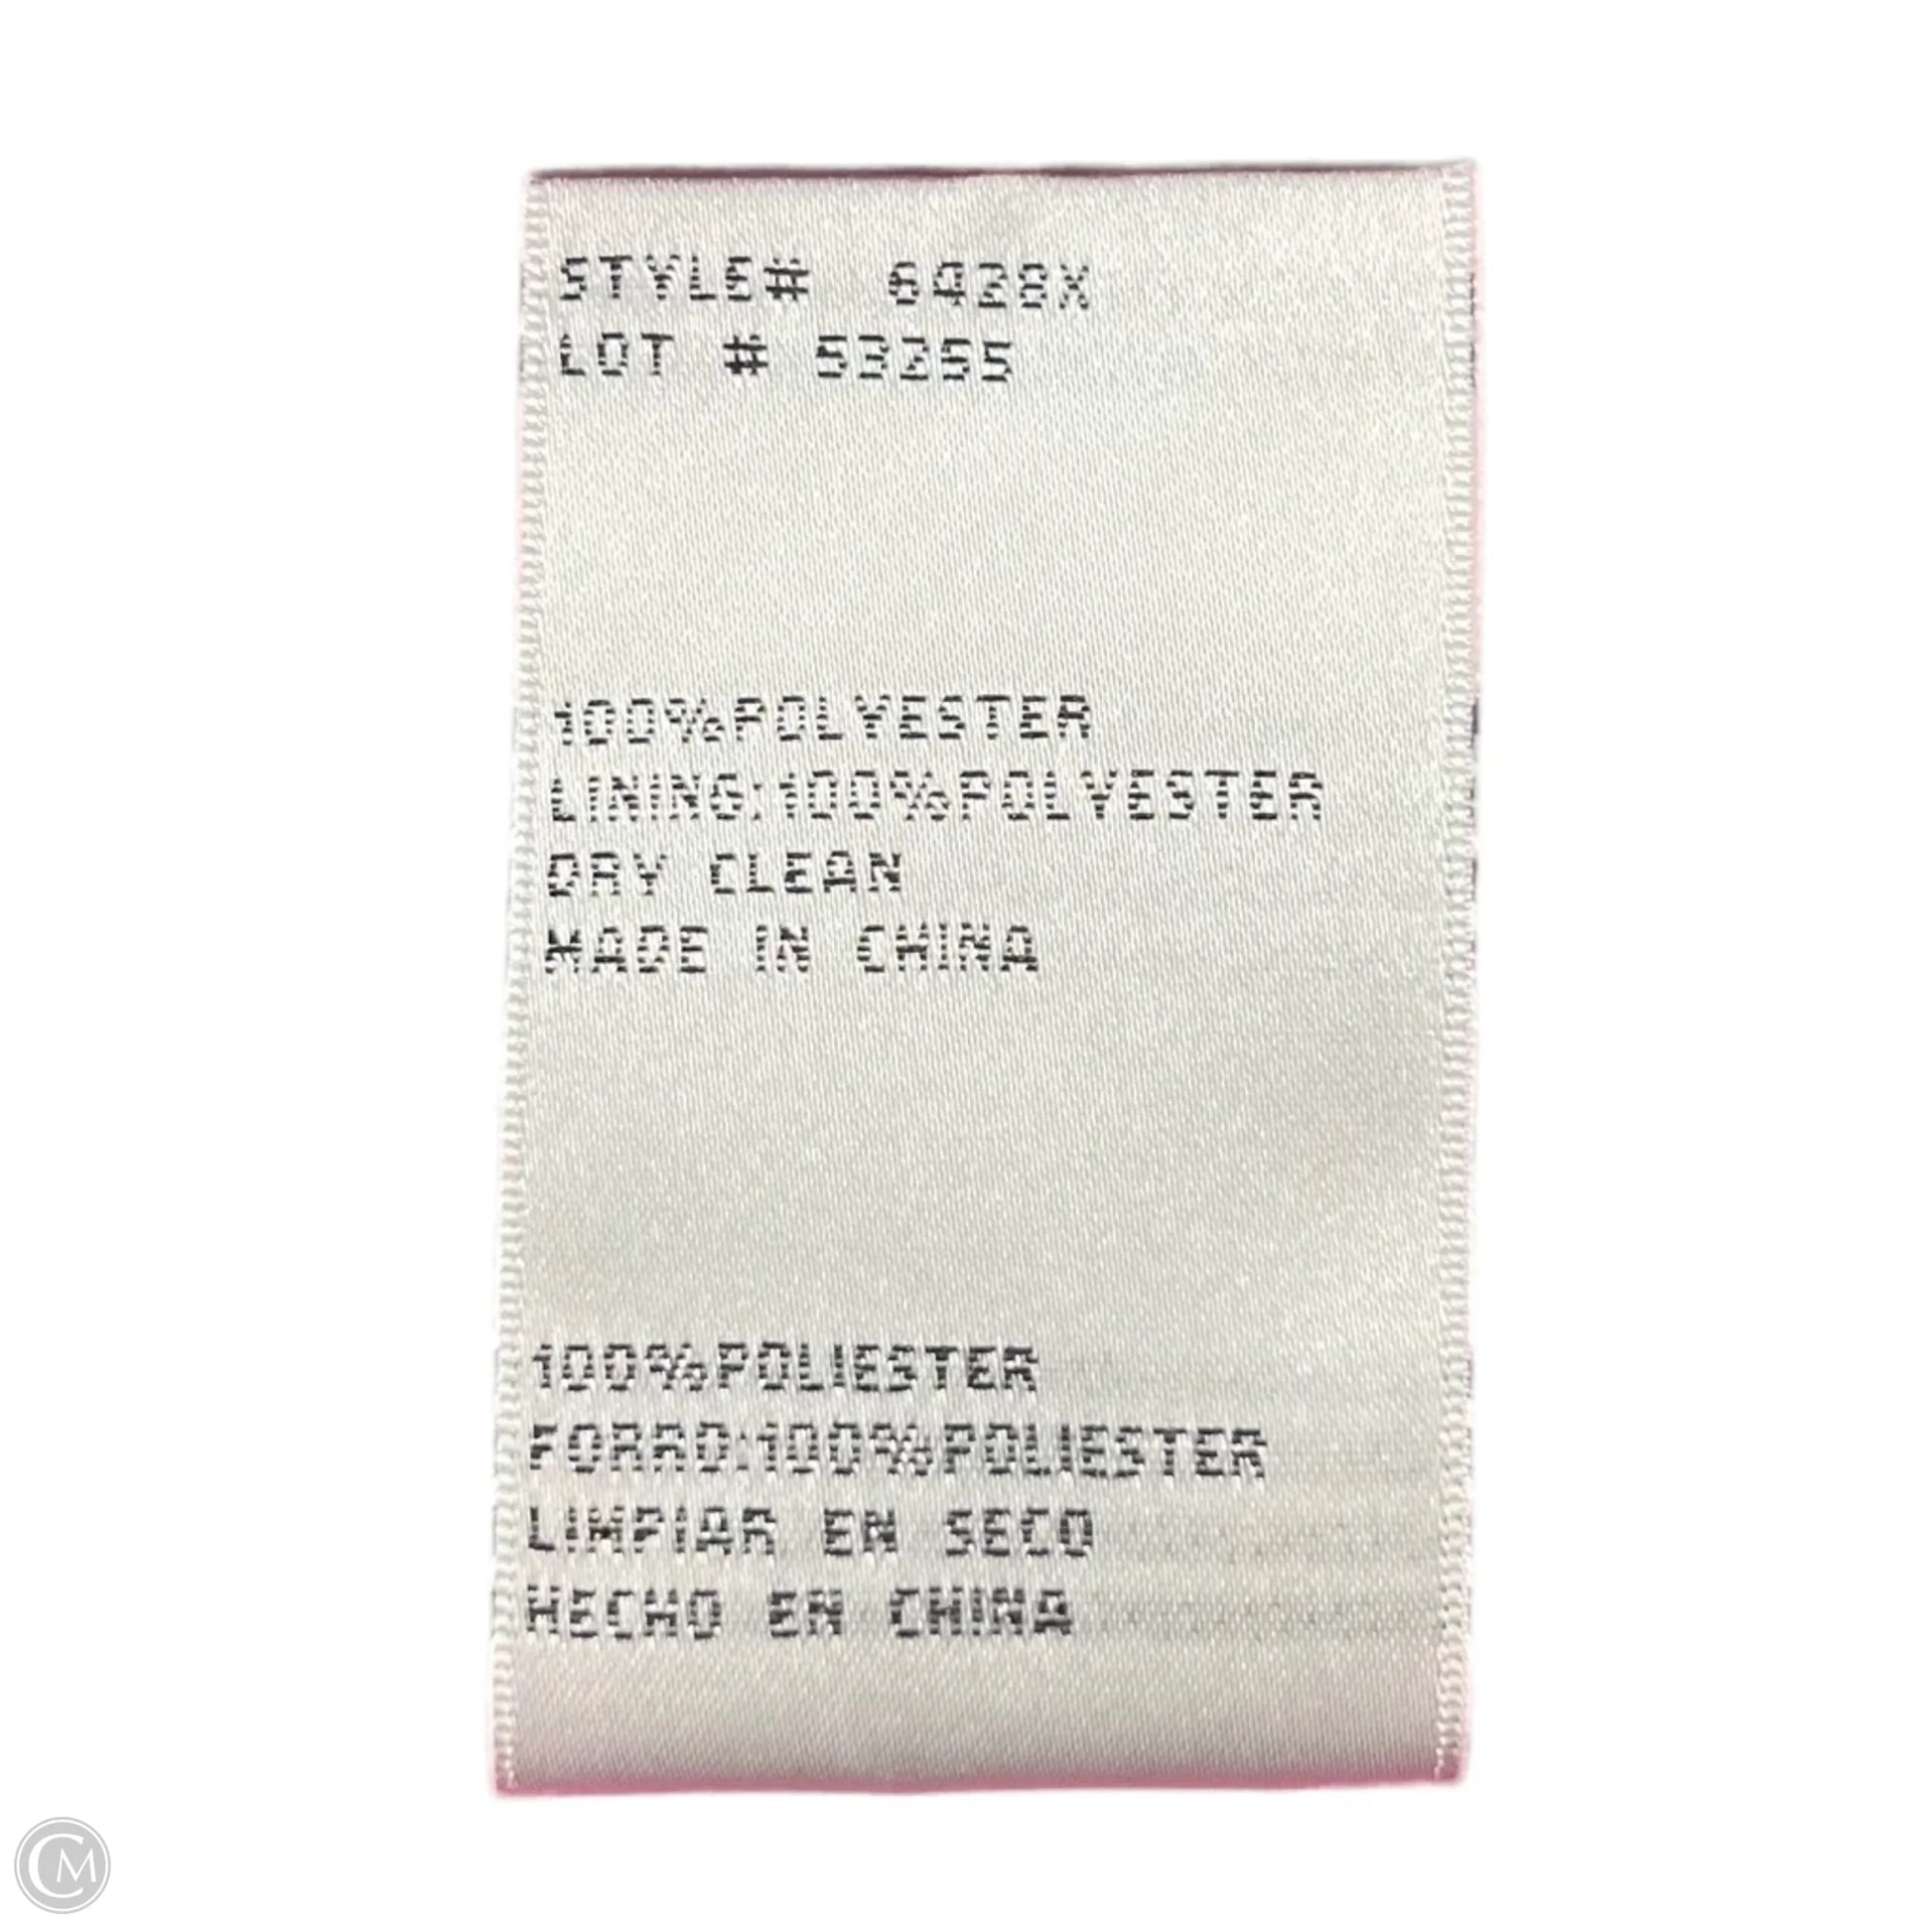 STYLE# 6428X
LOT # 53255
100%POLYESTER
LINING:100%POLYESTER
DRY CLEAN
MADE IN CHINA
100%POLIESTER
FORRO:100%POLIESTER
LIMPIAR EN SECO
HECHO EN CHINA
CM